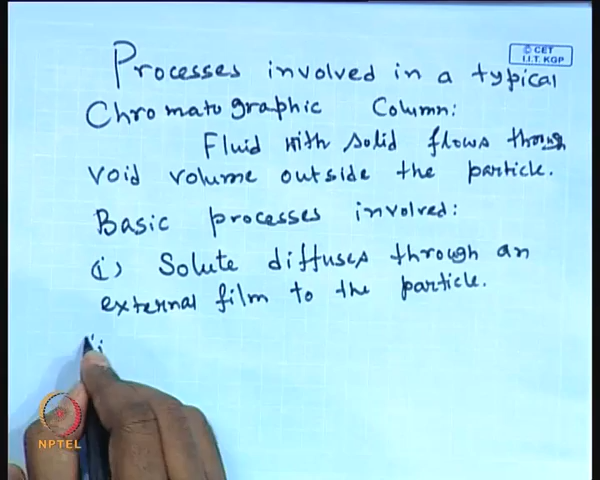 Processes involved in a typical
© CET
I.I.T. KGP
Chromatographic Column:
Fluid with solid flows through
void volume outside the particle.
Basic processes involved:
(i) Solute diffuses through an
external film to the particle.
NPTEL